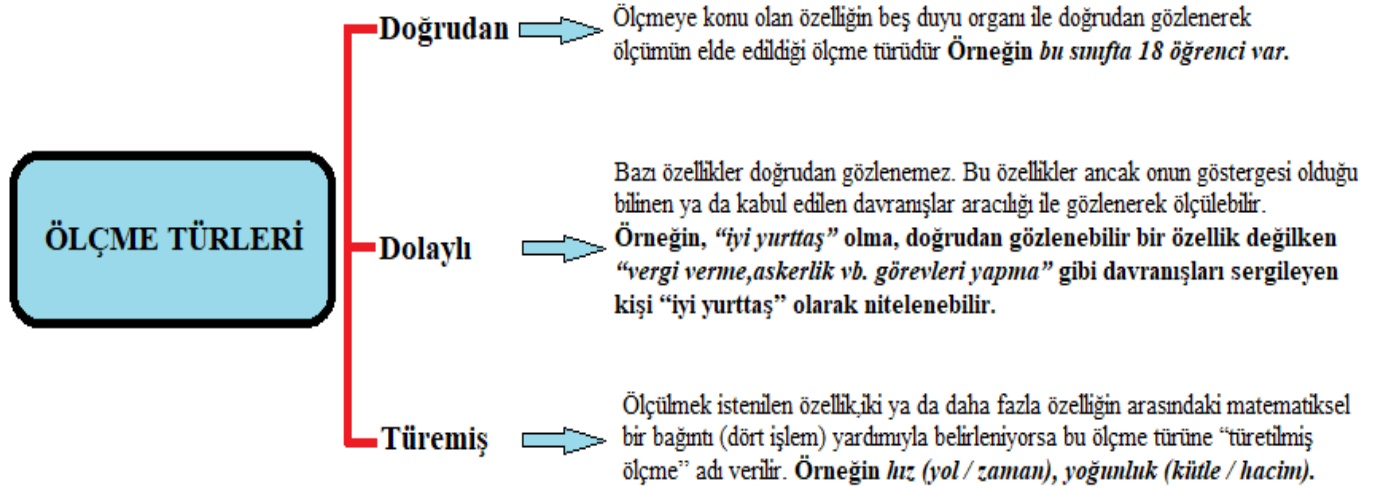 ÖLÇME TÜRLERİ
Doğrudan
Ölçmeye konu olan özelliğin beş duyu organı ile doğrudan gözlenerek
ölçümün elde edildiği ölçme türüdür Örneğin bu sınıfta 18 öğrenci var.
Dolaylı
Bazı özellikler doğrudan gözlenemez. Bu özellikler ancak onun göstergesi olduğu
bilinen ya da kabul edilen davranışlar aracılığı ile gözlenerek ölçülebilir.
Örneğin, “iyi yurttaş” olma, doğrudan gözlenebilir bir özellik değilken
“vergi verme,askerlik vb. görevleri yapma” gibi davranışları sergileyen
kişi “iyi yurttaş” olarak nitelenebilir.
Türemiş
Ölçülmek istenilen özellik,iki ya da daha fazla özelliğin arasındaki matematiksel
bir bağıntı (dört işlem) yardımıyla belirleniyorsa bu ölçme türüne “türetilmiş
ölçme” adı verilir. Örneğin hız (yol / zaman), yoğunluk (kütle / hacim).